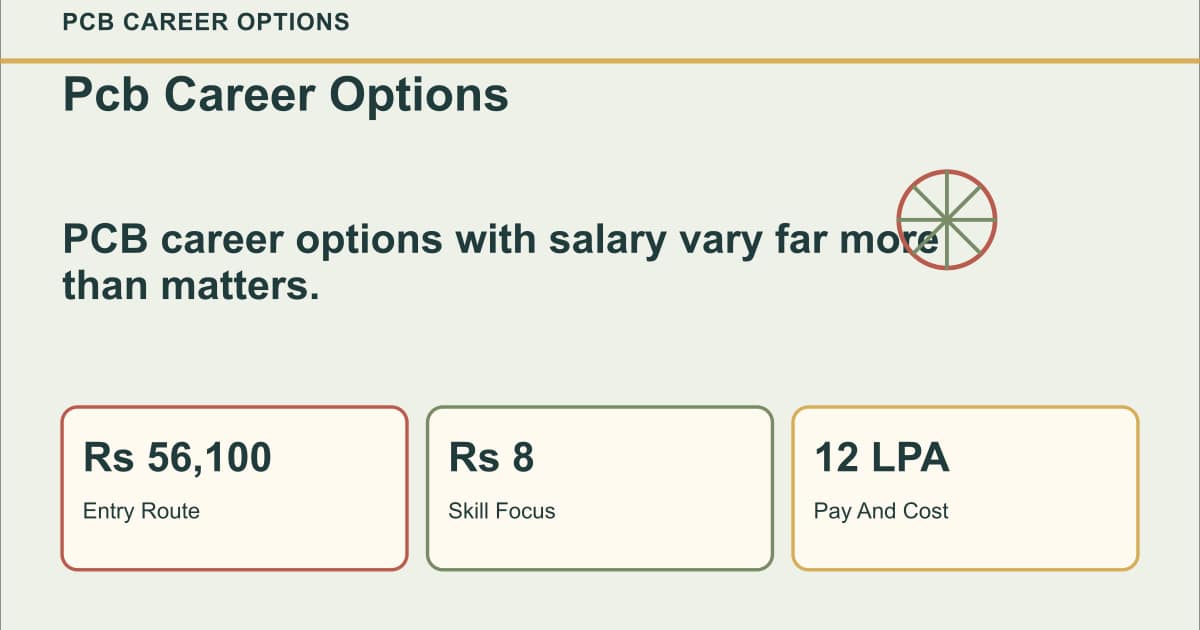 PCB CAREER OPTIONS
Pcb Career Options
PCB career options with salary vary far more
than matters.
Rs 56,100
Entry Route
Rs 8
Skill Focus
12 LPA
Pay And Cost